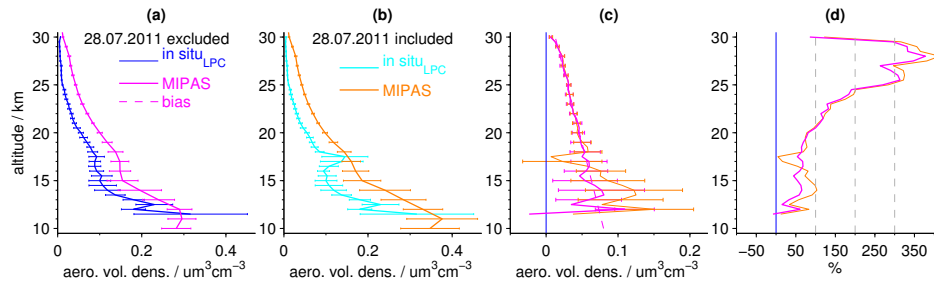 (a) (b) (c) (d)
28.07.2011 excluded
in situLPC
MIPAS
bias
28.07.2011 included
in situLPC
MIPAS
altitude / km
30
25
20
15
10
30
25
20
15
10
30
25
20
15
10
30
25
20
15
10
0 0.2 0.4
0 0.2 0.4
0 0.1 0.2
−50 50 150 250 350
aero. vol. dens. / um³cm⁻³
aero. vol. dens. / um³cm⁻³
aero. vol. dens. / um³cm⁻³
%